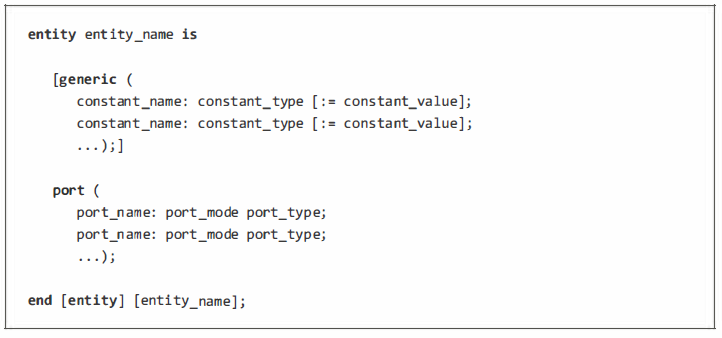 entity entity_name is
[generic (
constant_name: constant_type [:= constant_value];
constant_name: constant_type [:= constant_value];
...);]
port (
port_name: port_mode port_type;
port_name: port_mode port_type;
...);
end [entity] [entity_name];